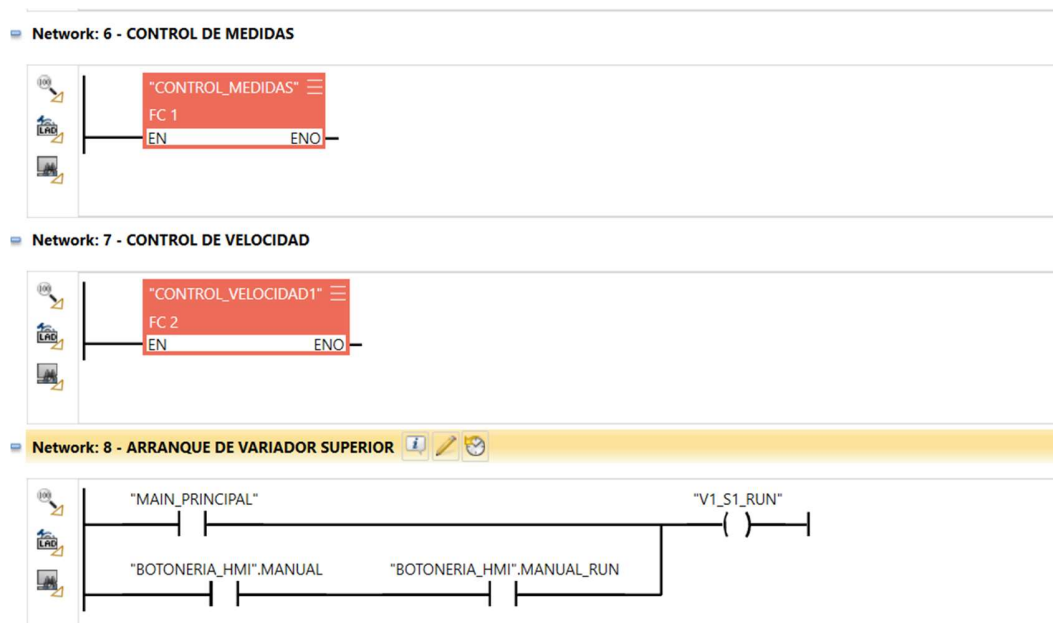 Network: 6 - CONTROL DE MEDIDAS
"CONTROL_MEDIDAS"
FC 1
EN ENO
Network: 7 - CONTROL DE VELOCIDAD
"CONTROL_VELOCIDAD1"
FC 2
EN ENO
Network: 8 - ARRANQUE DE VARIADOR SUPERIOR
"MAIN_PRINCIPAL" "V1_S1_RUN"
"BOTONERIA_HMI".MANUAL "BOTONERIA_HMI".MANUAL_RUN